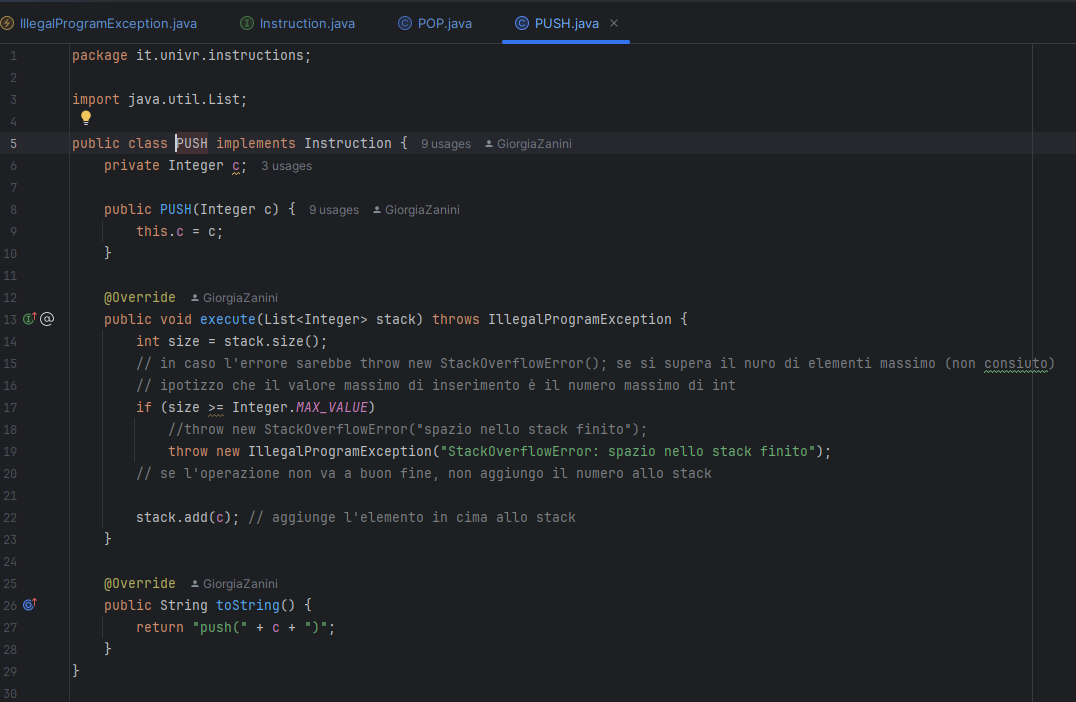 IllegalProgramException.java Instruction.java POP.java PUSH.java
1 package it.univr.instructions;
2
3 import java.util.List;
4
5 public class PUSH implements Instruction { 9 usages GiorgiaZanini
6 private Integer c; 3 usages
7
8 public PUSH(Integer c) { 9 usages GiorgiaZanini
9 this.c = c;
10 }
11
12 @Override GiorgiaZanini
13 public void execute(List<Integer> stack) throws IllegalProgramException {
14 int size = stack.size();
15 // in caso l'errore sarebbe throw new StackOverflowError(); se si supera il nuro di elementi massimo (non consiuto)
16 // ipotizzo che il valore massimo di inserimento è il numero massimo di int
17 if (size >= Integer.MAX_VALUE)
18 //throw new StackOverflowError("spazio nello stack finito");
19 throw new IllegalProgramException("StackOverflowError: spazio nello stack finito");
20 // se l'operazione non va a buon fine, non aggiungo il numero allo stack
21
22 stack.add(c); // aggiunge l'elemento in cima allo stack
23 }
24
25 @Override GiorgiaZanini
26 public String toString() {
27 return "push(" + c + ")";
28 }
29 }
30